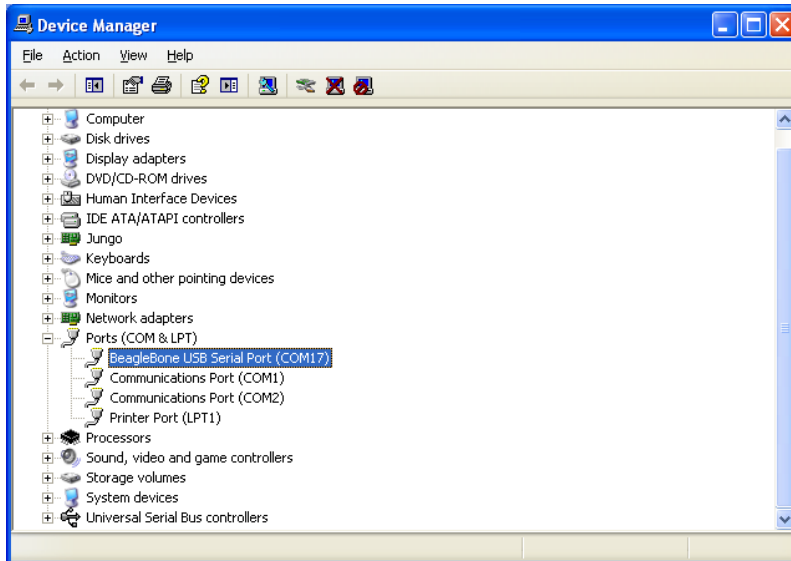 Device Manager
File Action View Help
Computer
Disk drives
Display adapters
DVD/CD-ROM drives
Human Interface Devices
IDE ATA/ATAPI controllers
Jungo
Keyboards
Mice and other pointing devices
Monitors
Network adapters
Ports (COM & LPT)
BeagleBone USB Serial Port (COM17)
Communications Port (COM1)
Communications Port (COM2)
Printer Port (LPT1)
Processors
Sound, video and game controllers
Storage volumes
System devices
Universal Serial Bus controllers